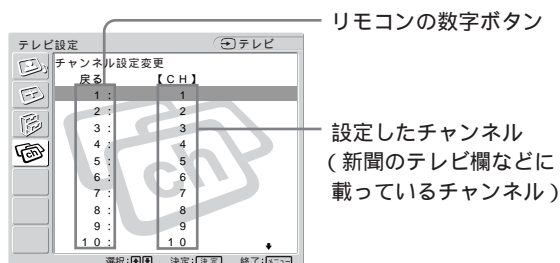 リモコンの数字ボタン
テレビ設定 テレビ
チャンネル設定変更
戻る 【CH】
1: 1
2: 2
3: 3
4: 4
5: 5
6: 6
7: 7
8: 8
9: 9
10: 10
選択: 決定:決定 終了:メニュー
設定したチャンネル
(新聞のテレビ欄などに
載っているチャンネル)
ch
ch